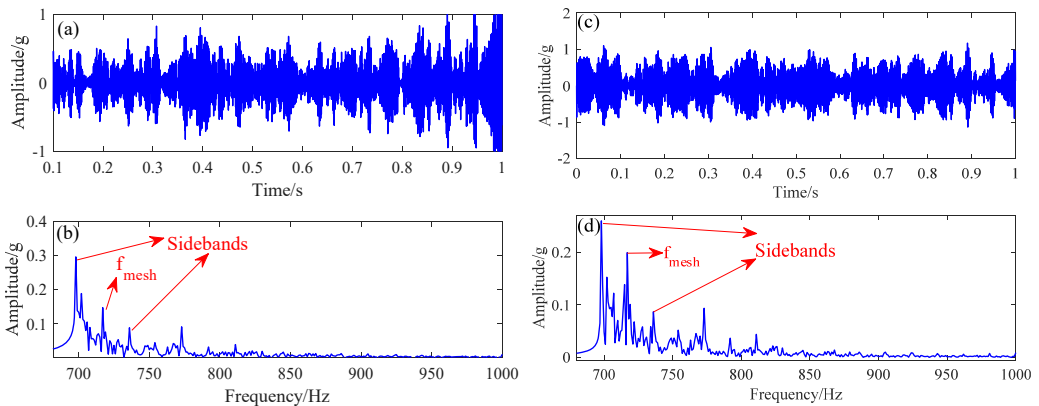 (a)
Amplitude/g
1
0
-1
0.1 0.2 0.3 0.4 0.5 0.6 0.7 0.8 0.9 1
Time/s
(c)
Amplitude/g
2
1
0
-1
-2
0 0.1 0.2 0.3 0.4 0.5 0.6 0.7 0.8 0.9 1
Time/s
(b)
Amplitude/g
0.4
0.3
0.2
0.1
Sidebands
fmesh
700 750 800 850 900 950 1000
Frequency/Hz
(d)
Amplitude/g
0.2
0.1
0
Sidebands
fmesh
700 750 800 850 900 950 1000
Frequency/Hz